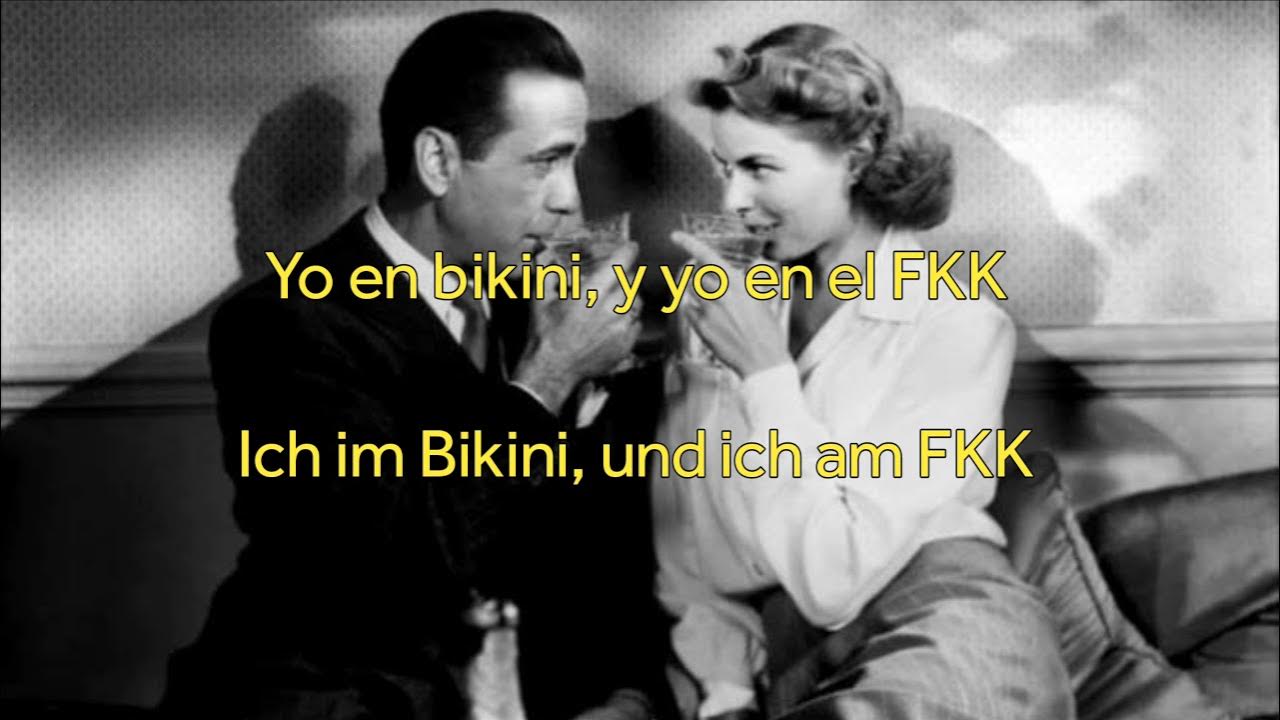 Yo en bikini, y yo en el FKK
Ich im Bikini, und ich am FKK